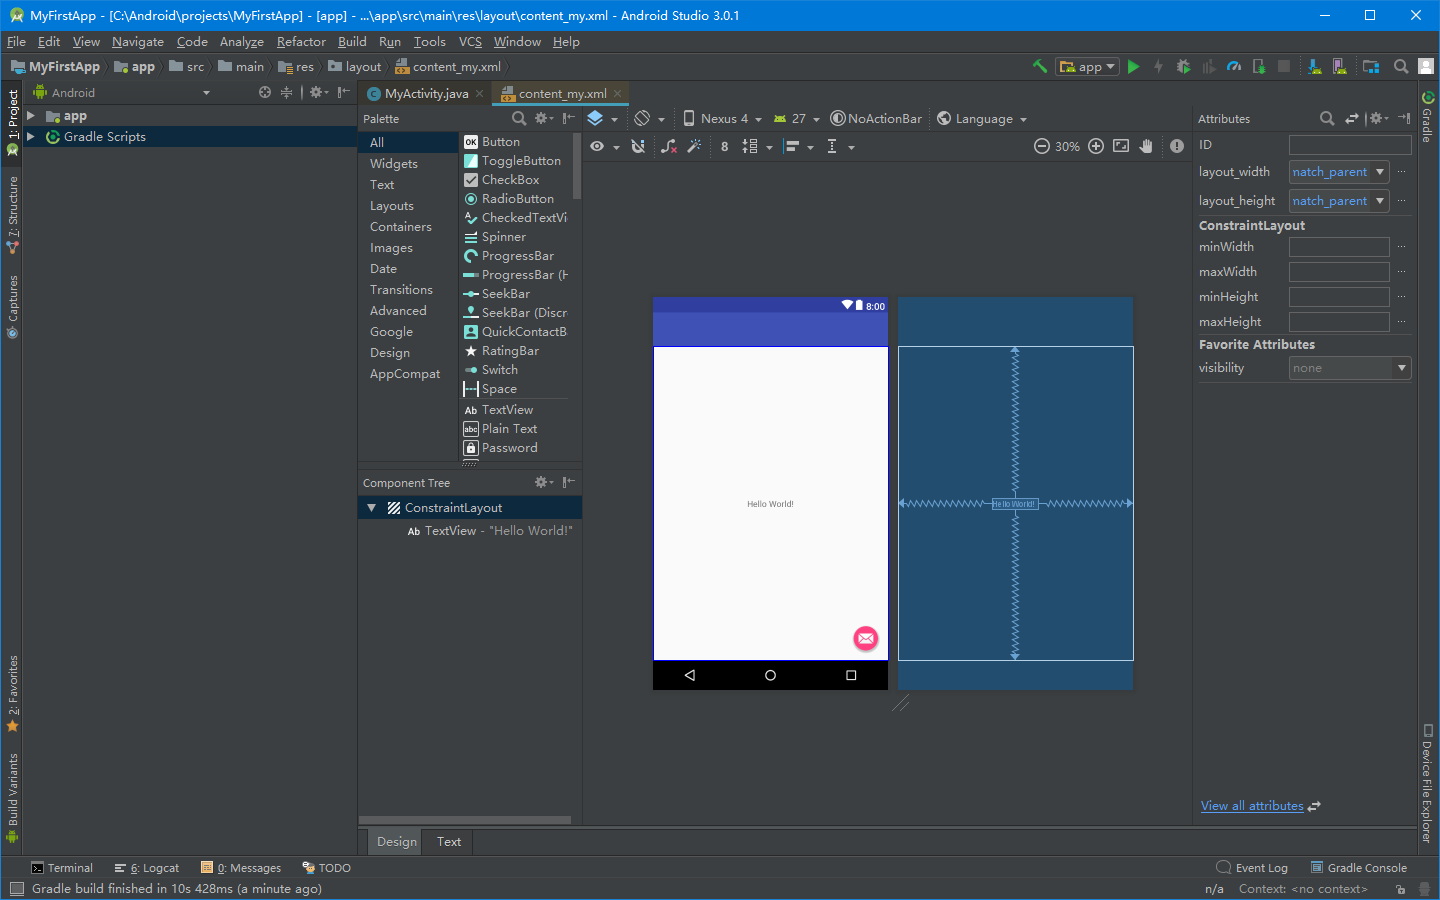 MyFirstApp - [C:\Android\projects\MyFirstApp] - [app] - ...\app\src\main\res\layout\content_my.xml - Android Studio 3.0.1
File Edit View Navigate Code Analyze Refactor Build Run Tools VCS Window Help
MyFirstApp app src main res layout content_my.xml
app
1: Project
7: Structure
Captures
2: Favorites
Build Variants
Android
app
Gradle Scripts
MyActivity.java content_my.xml
Palette
All
Widgets
Text
Layouts
Containers
Images
Date
Transitions
Advanced
Google
Design
AppCompat
OK Button
ToggleButton
CheckBox
RadioButton
CheckedTextVi
Spinner
ProgressBar
ProgressBar (H
SeekBar
SeekBar (Discr
QuickContactB
RatingBar
Switch
Space
Ab TextView
abc Plain Text
Password
Component Tree
ConstraintLayout
Ab TextView - "Hello World!"
Nexus 4 27 NoActionBar Language
8 30%
8:00
Hello World!
Hello World!
Attributes
ID
layout_width match_parent ...
layout_height match_parent ...
ConstraintLayout
minWidth ...
maxWidth ...
minHeight ...
maxHeight ...
Favorite Attributes
visibility none
View all attributes
Gradle
Device File Explorer
Design Text
Terminal 6: Logcat 0: Messages TODO
Event Log Gradle Console
Gradle build finished in 10s 428ms (a minute ago)
n/a Context: <no context>